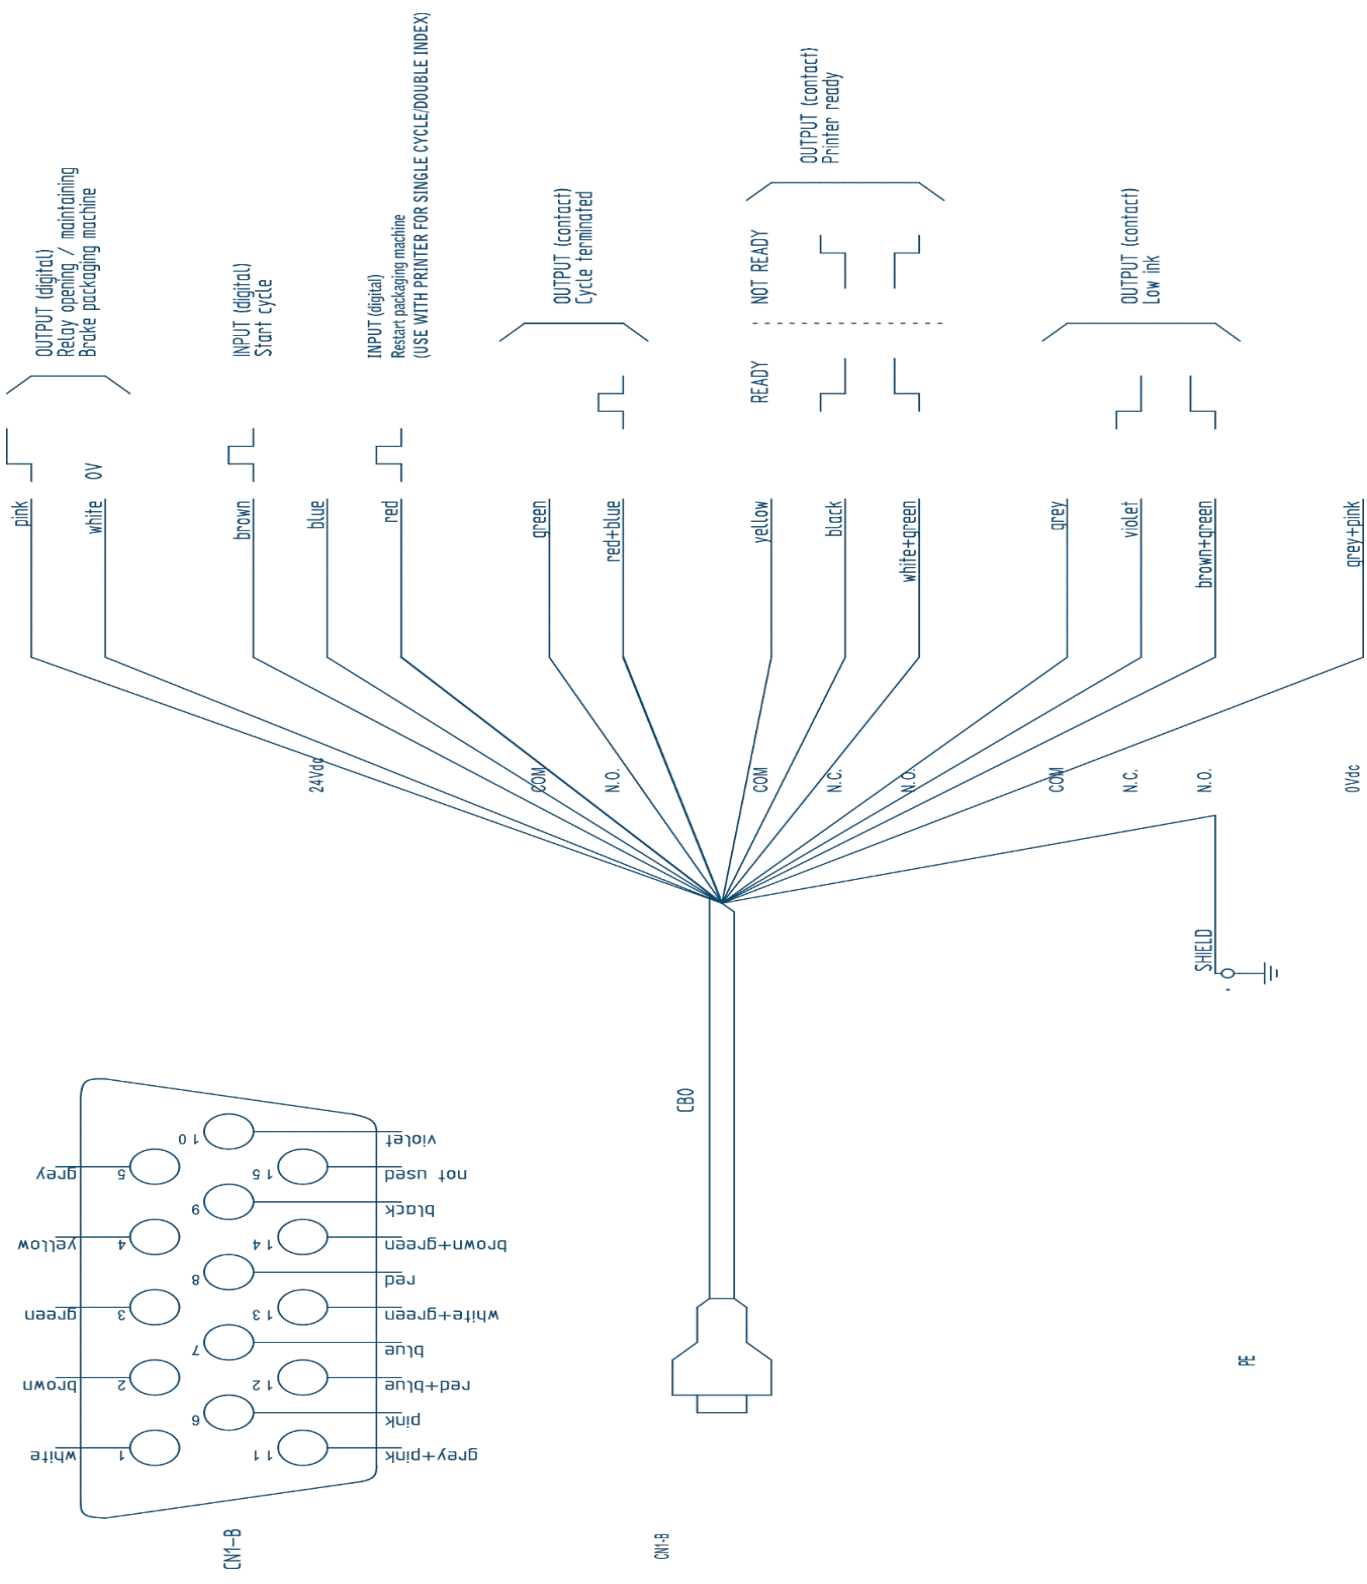 OUTPUT (digital)
Relay opening / maintaining
Brake packaging machine
INPUT (digital)
Start cycle
INPUT (digital)
Restart packaging machine
(USE WITH PRINTER FOR SINGLE CYCLE/DOUBLE INDEX)
OUTPUT (contact)
Cycle terminated
OUTPUT (contact)
Printer ready
READY
NOT READY
OUTPUT (contact)
Low ink
pink
white
0V
brown
blue
red
green
red+blue
yellow
black
white+green
grey
violet
brown+green
grey+pink
24Vdc
COM
N.O.
COM
N.C.
N.O.
COM
N.C.
N.O.
0Vdc
SHIELD
PE
CB0
CN1-B
CN1-B
white
1
brown
2
green
3
yellow
4
grey
5
6
pink
7
blue
8
red
9
black
10
violet
11
grey+pink
12
red+blue
13
white+green
14
brown+green
15
not used